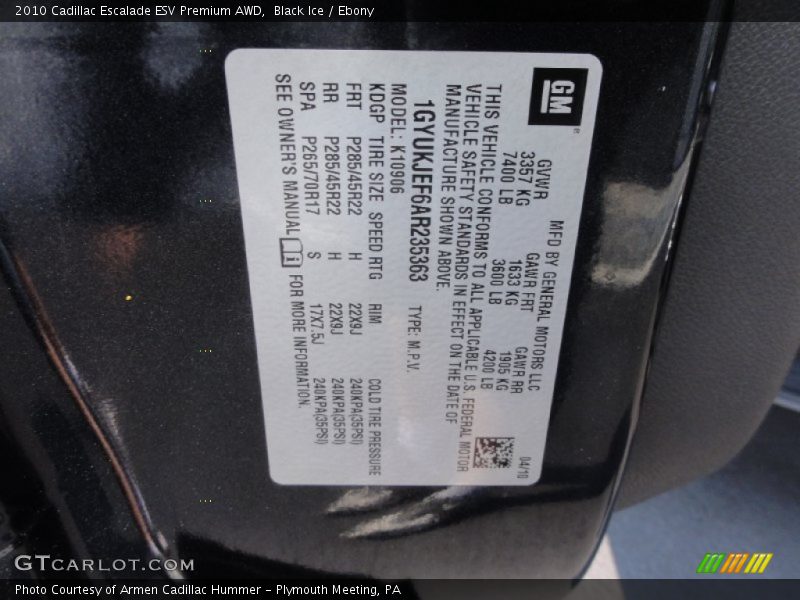 2010 Cadillac Escalade ESV Premium AWD,  Black Ice / Ebony
GM
®
MFD BY GENERAL MOTORS LLC
04/10
GVWR GAWR FRT GAWR RR
3357 KG 1633 KG 1905 KG
7400 LB 3600 LB 4200 LB
THIS VEHICLE CONFORMS TO ALL APPLICABLE U.S. FEDERAL MOTOR
VEHICLE SAFETY STANDARDS IN EFFECT ON THE DATE OF
MANUFACTURE SHOWN ABOVE.
1GYUKJEF6AR235363 TYPE: M.P.V.
MODEL: K10906
KDGP TIRE SIZE SPEED RTG RIM COLD TIRE PRESSURE
FRT P285/45R22 H 22X9J 240KPA(35PSI)
RR P285/45R22 H 22X9J 240KPA(35PSI)
SPA P265/70R17 S 17X7.5J 240KPA(35PSI)
SEE OWNER'S MANUAL FOR MORE INFORMATION.
GTCARLOT.COM
Photo Courtesy of Armen Cadillac Hummer – Plymouth Meeting, PA